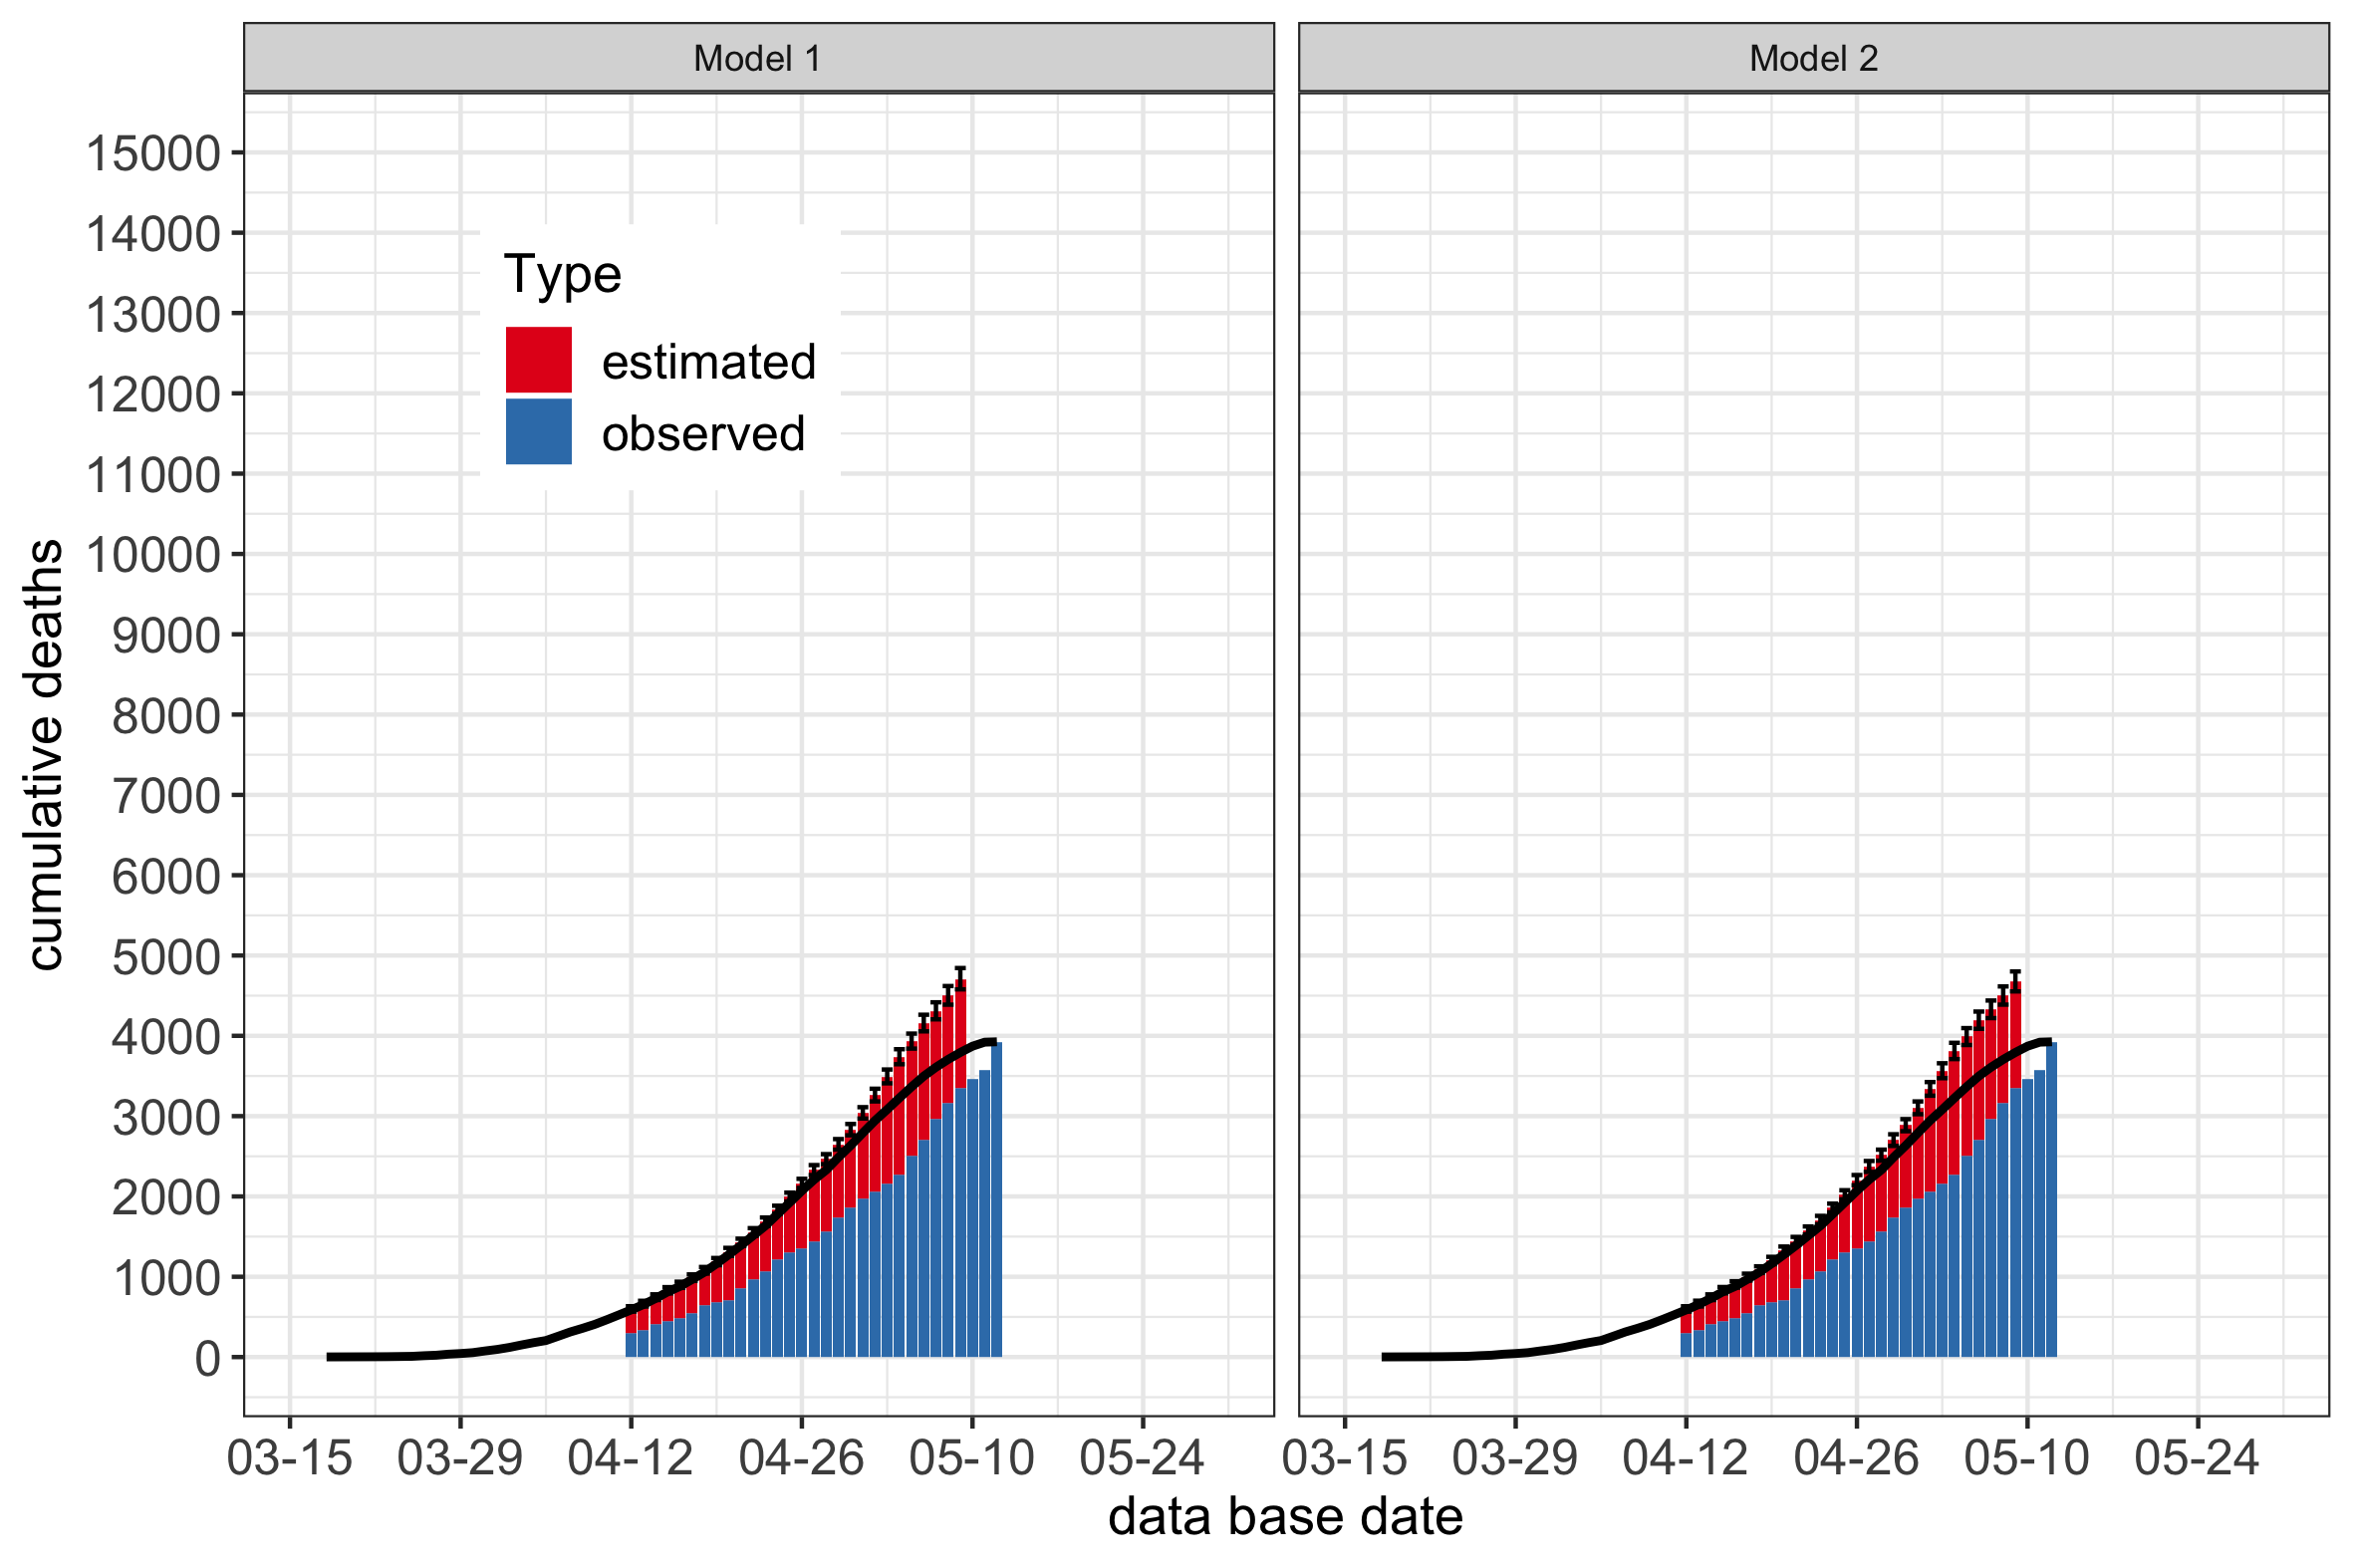 Model 1
Model 2
15000
14000
13000
12000
11000
10000
9000
8000
7000
6000
5000
4000
3000
2000
1000
0
cumulative deaths
Type
estimated
observed
03-15 03-29 04-12 04-26 05-10 05-24
03-15 03-29 04-12 04-26 05-10 05-24
data base date